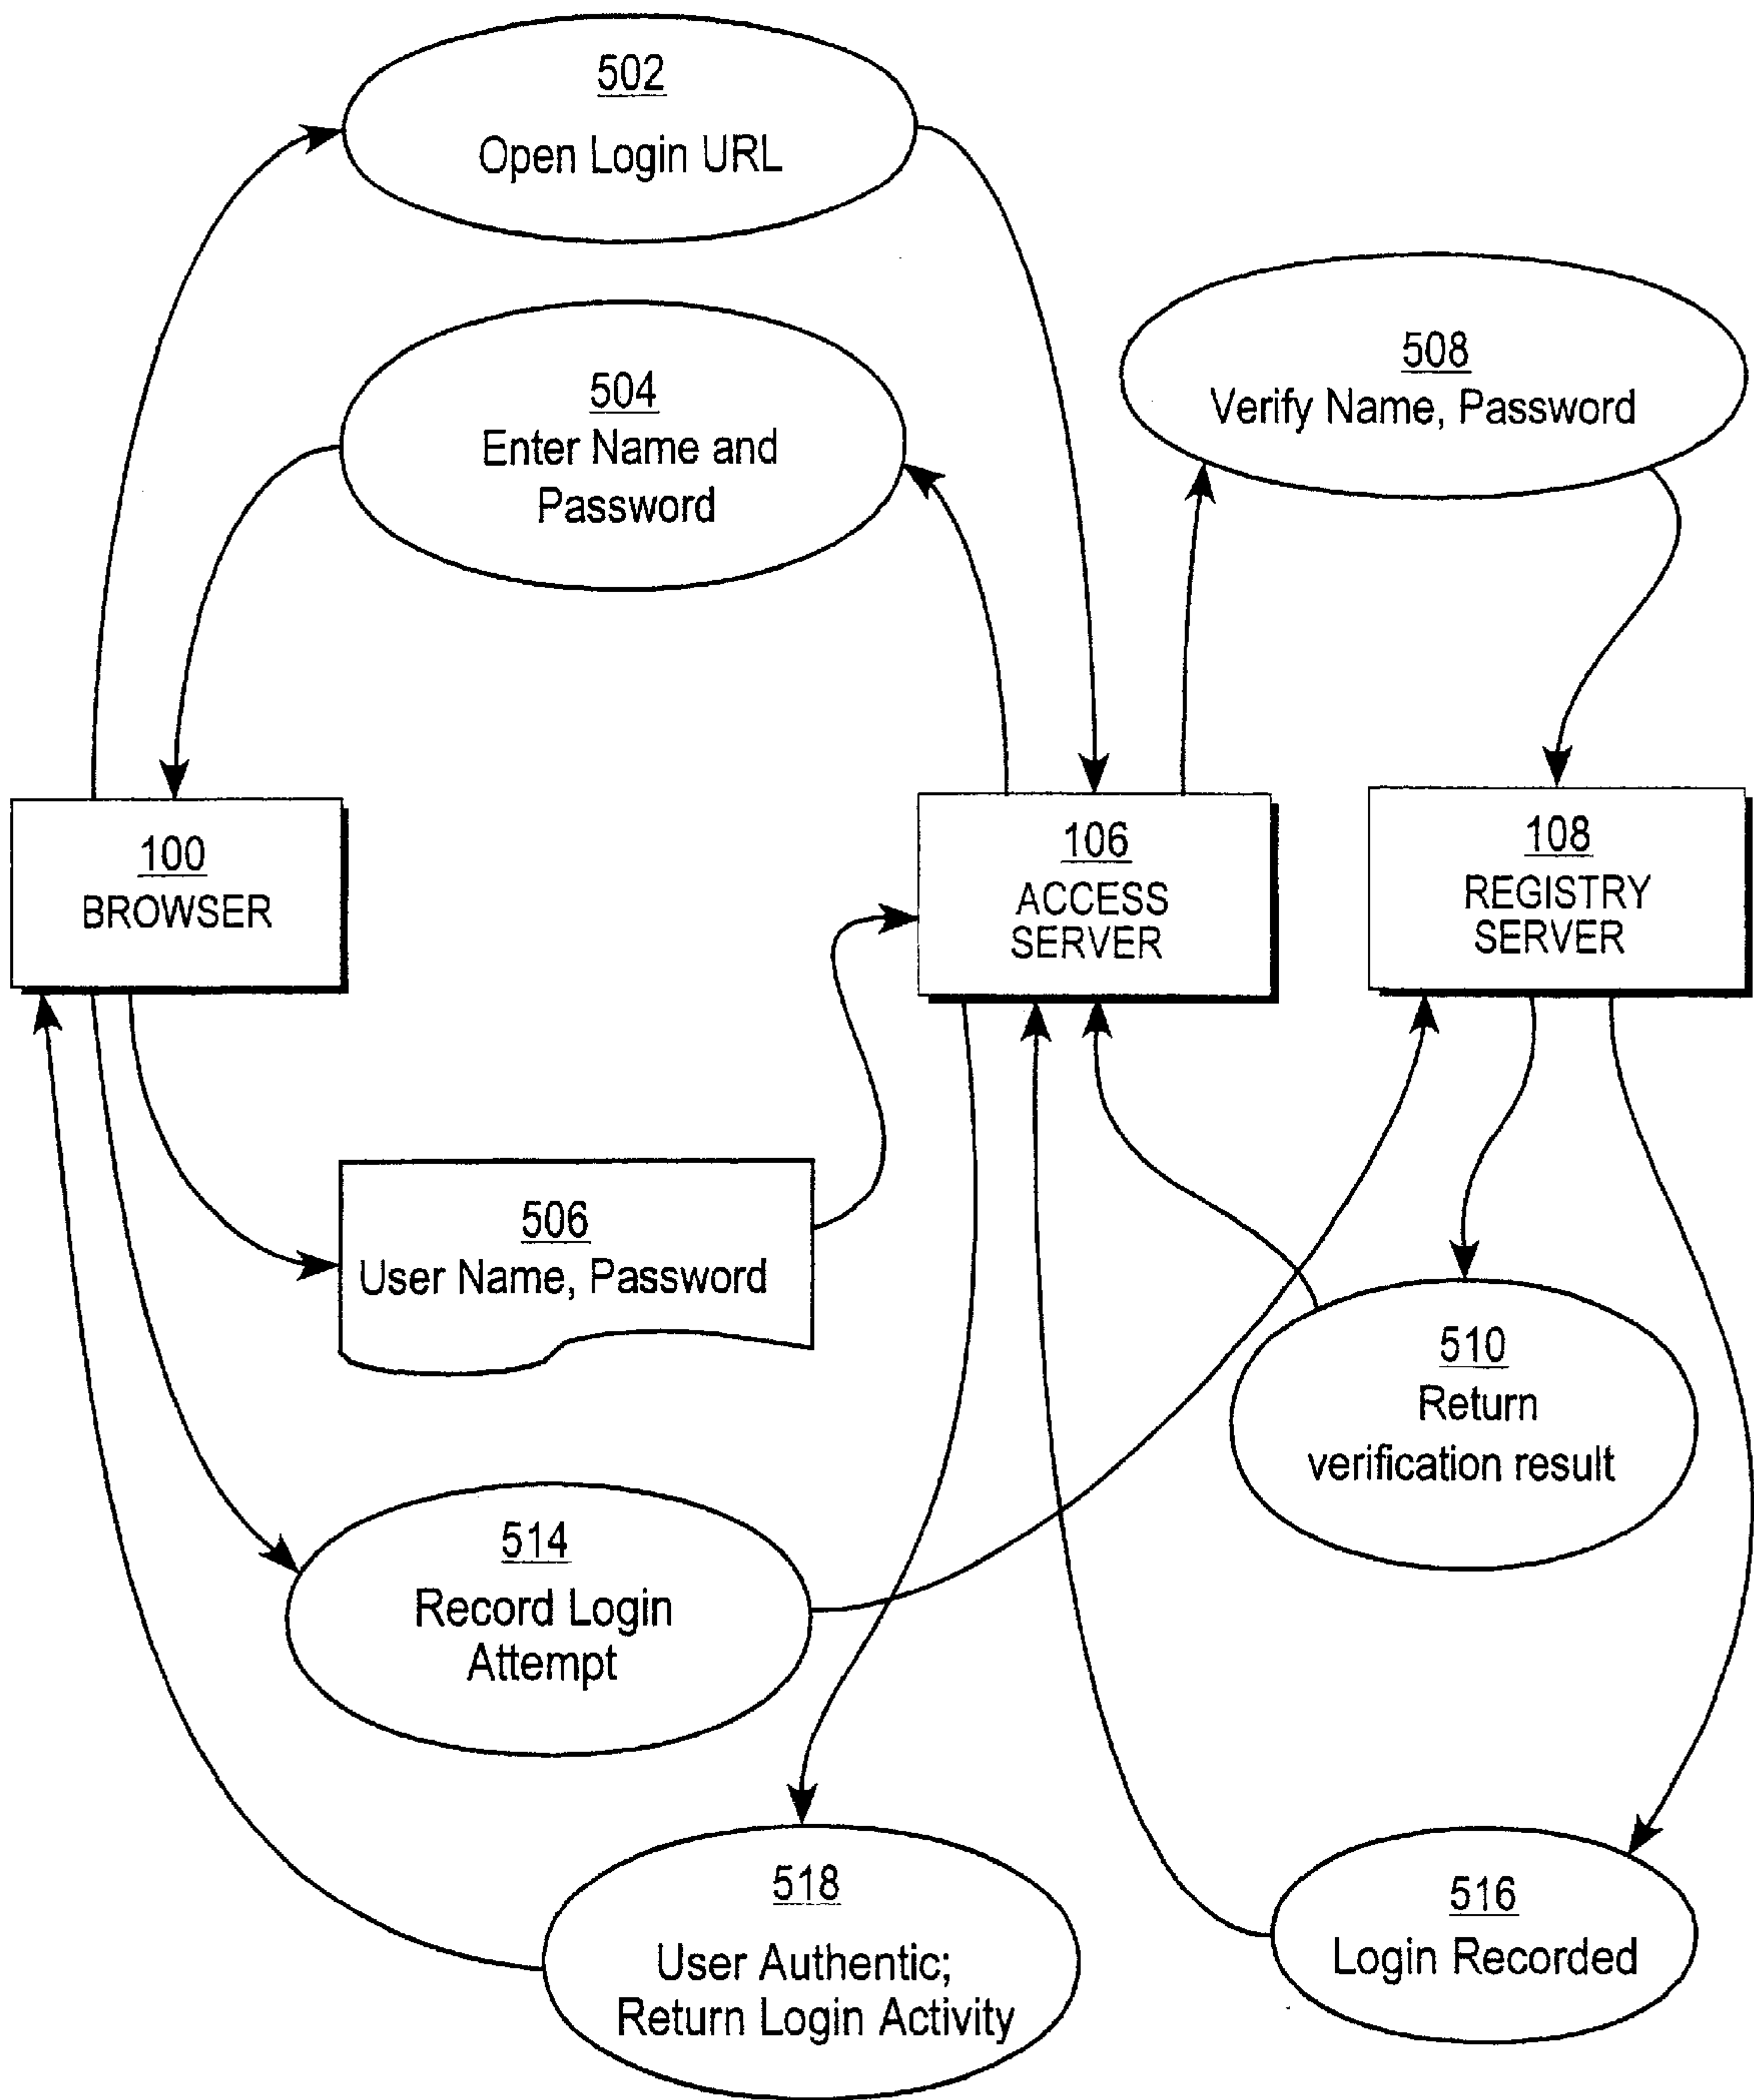 502
Open Login URL
504
Enter Name and
Password
508
Verify Name, Password
100
BROWSER
106
ACCESS
SERVER
108
REGISTRY
SERVER
506
User Name, Password
510
Return
verification result
514
Record Login
Attempt
518
User Authentic;
Return Login Activity
516
Login Recorded